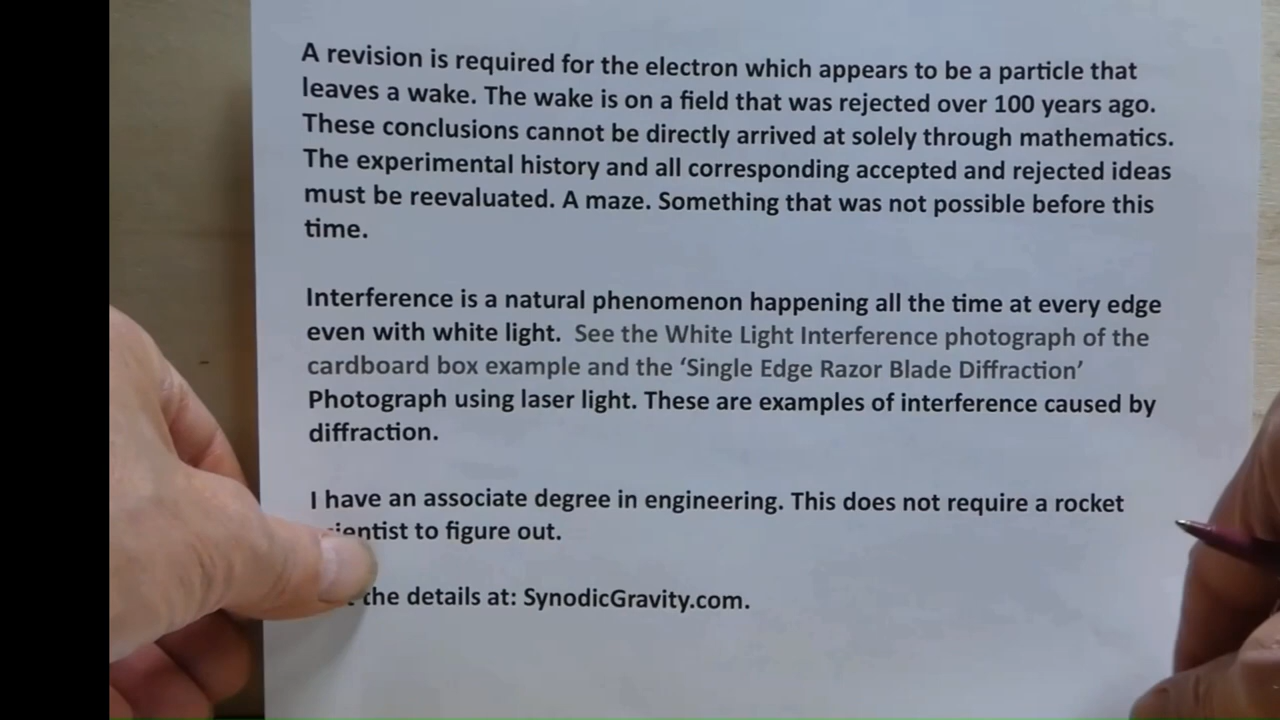 A revision is required for the electron which appears to be a particle that
leaves a wake. The wake is on a field that was rejected over 100 years ago.
These conclusions cannot be directly arrived at solely through mathematics.
The experimental history and all corresponding accepted and rejected ideas
must be reevaluated. A maze. Something that was not possible before this
time.
Interference is a natural phenomenon happening all the time at every edge
even with white light. See the White Light Interference photograph of the
cardboard box example and the ‘Single Edge Razor Blade Diffraction’
Photograph using laser light. These are examples of interference caused by
diffraction.
I have an associate degree in engineering. This does not require a rocket
to figure out.
the details at: SynodicGravity.com.